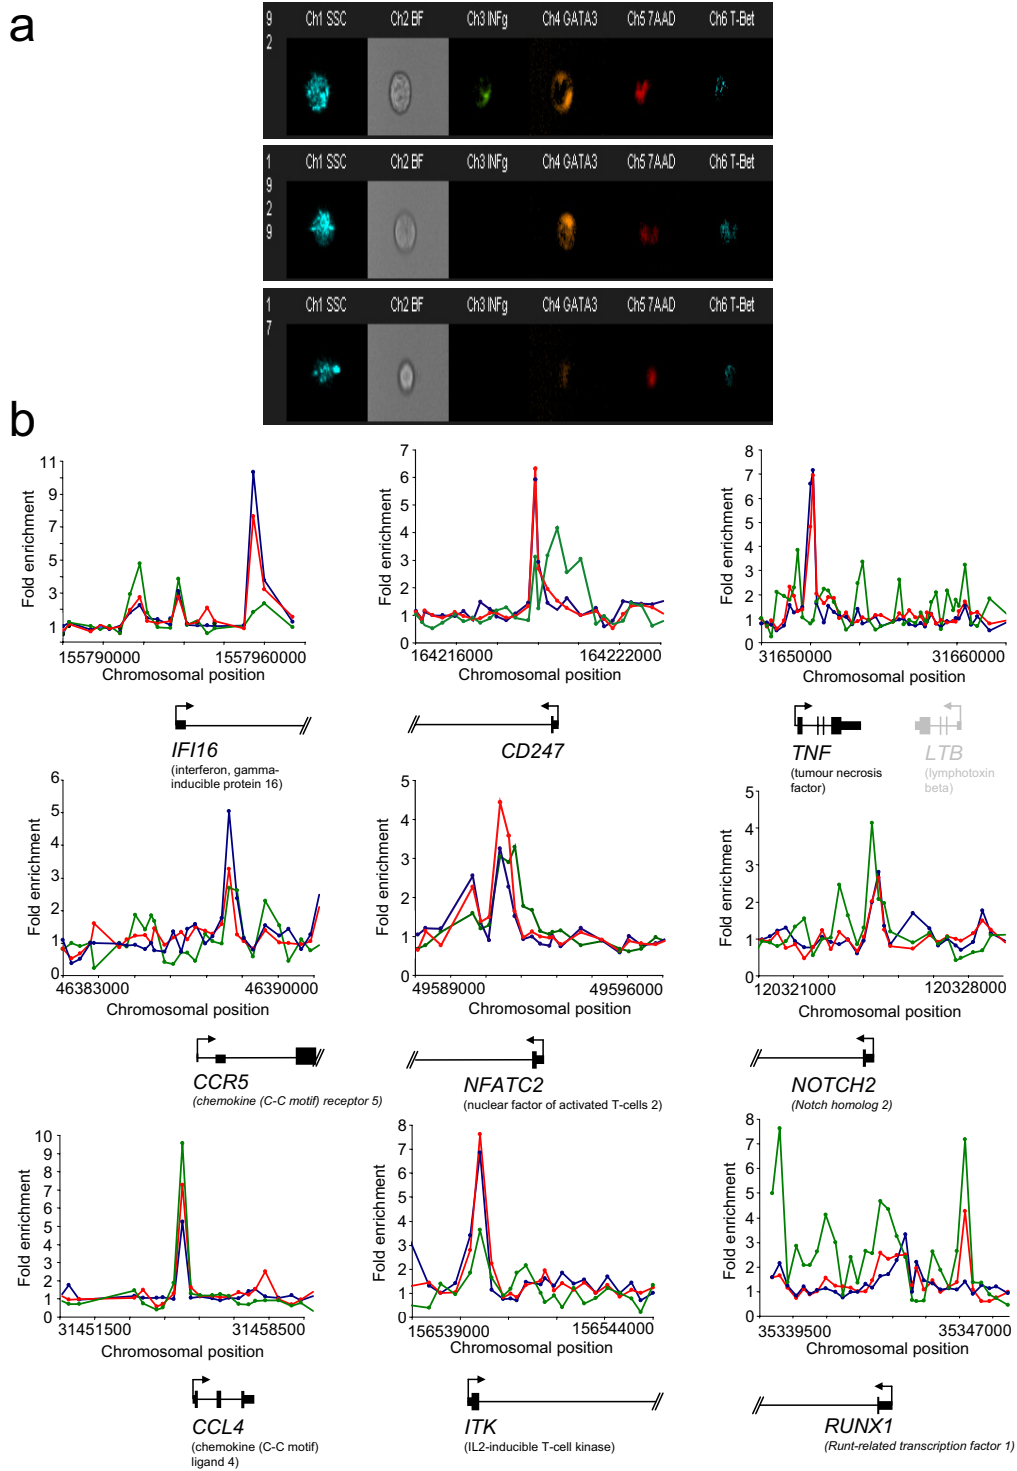 a
9
2
Ch1 SSC Ch2 BF Ch3 INFg Ch4 GATA3 Ch5 7AAD Ch6 T-Bet
1
9
2
9
Ch1 SSC Ch2 BF Ch3 INFg Ch4 GATA3 Ch5 7AAD Ch6 T-Bet
1
7
Ch1 SSC Ch2 BF Ch3 INFg Ch4 GATA3 Ch5 7AAD Ch6 T-Bet
b
Fold enrichment
11
9
7
5
3
1
155790000 1557960000
Chromosomal position
IFI16
(interferon, gamma-
inducible protein 16)
Fold enrichment
7
6
5
4
3
2
1
0
164216000 164222000
Chromosomal position
CD247
Fold enrichment
8
7
6
5
4
3
2
1
0
31650000 31660000
Chromosomal position
TNF
(tumour necrosis
factor)
LTB
(lymphotoxin
beta)
Fold enrichment
6
5
4
3
2
1
0
46383000 46390000
Chromosomal position
CCR5
(chemokine (C-C motif) receptor 5)
Fold enrichment
5
4
3
2
1
0
49589000 49596000
Chromosomal position
NFATC2
(nuclear factor of activated T-cells 2)
Fold enrichment
5
4
3
2
1
0
120321000 120328000
Chromosomal position
NOTCH2
(Notch homolog 2)
Fold enrichment
10
9
8
7
6
5
4
3
2
1
0
31451500 31458500
Chromosomal position
CCL4
(chemokine (C-C motif)
ligand 4)
Fold enrichment
8
7
6
5
4
3
2
1
0
156539000 156544000
Chromosomal position
ITK
(IL2-inducible T-cell kinase)
Fold enrichment
8
7
6
5
4
3
2
1
0
35339500 35347000
Chromosomal position
RUNX1
(Runt-related transcription factor 1)